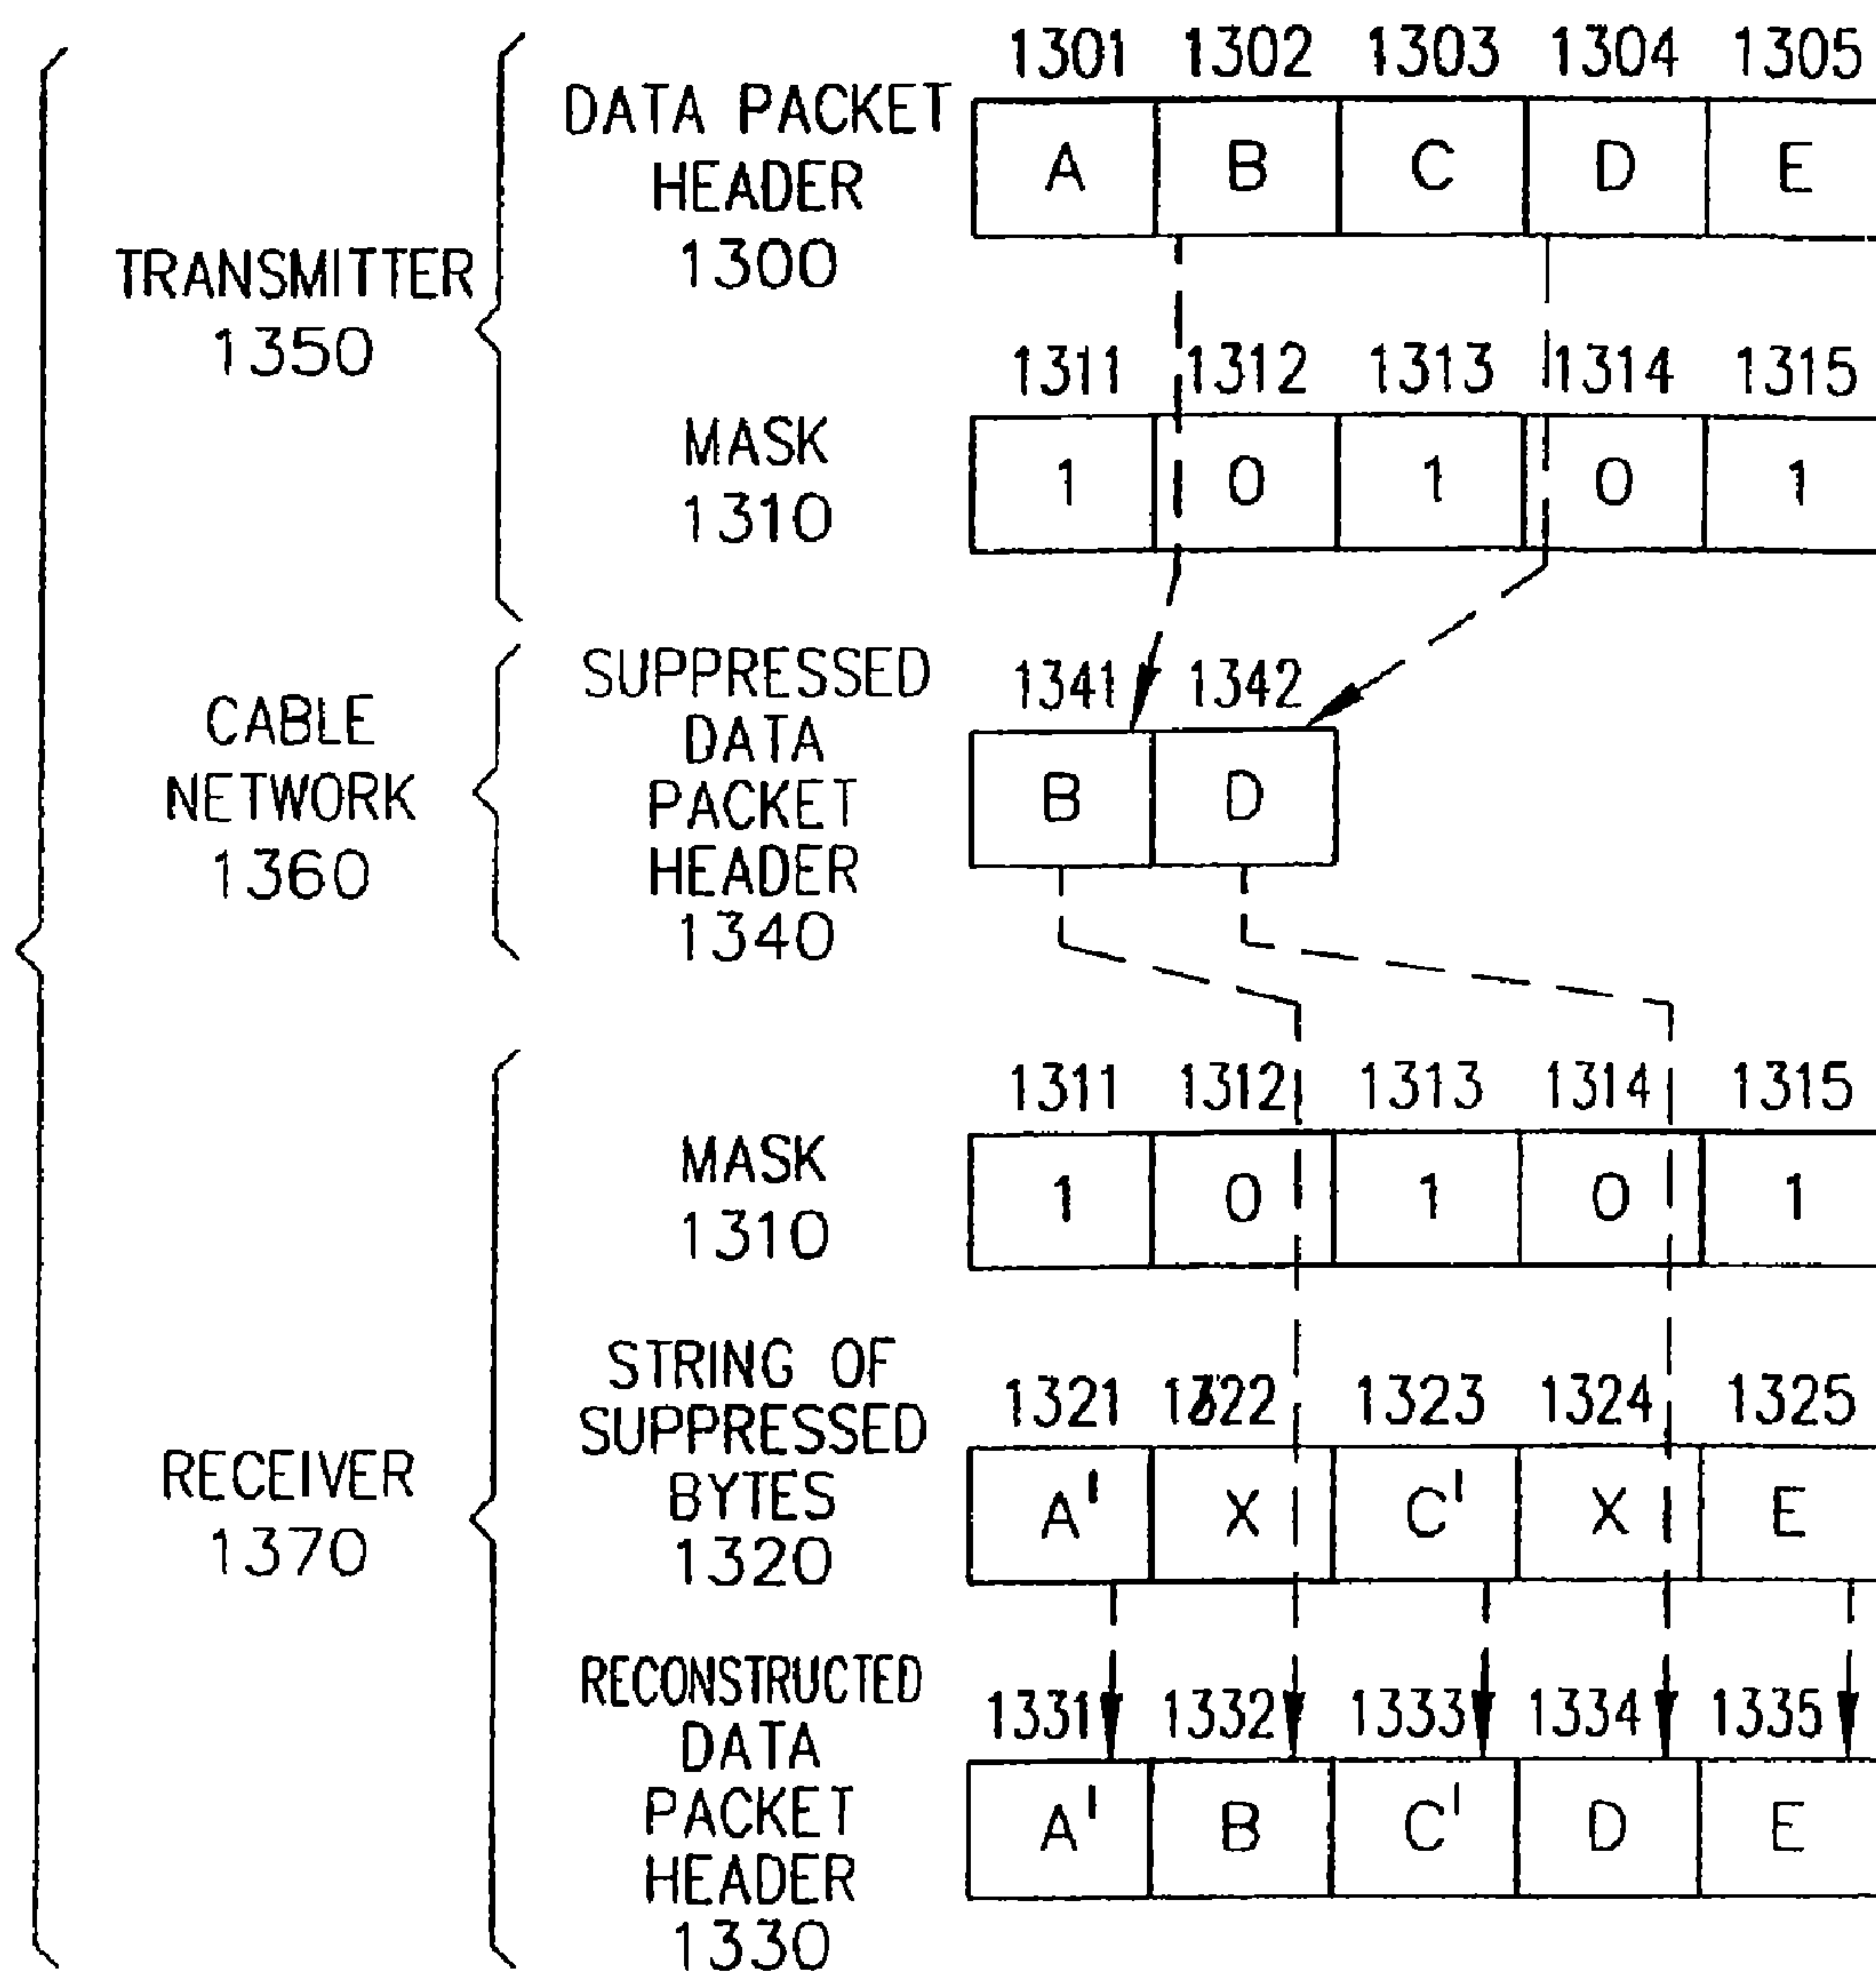 1301 1302 1303 1304 1305
DATA PACKET
HEADER
1300
A B C D E
TRANSMITTER
1350
1311 1312 1313 1314 1315
MASK
1310
1 0 1 0 1
SUPPRESSED
DATA
PACKET
HEADER
1340
1341 1342
B D
CABLE
NETWORK
1360
1311 1312 1313 1314 1315
MASK
1310
1 0 1 0 1
STRING OF
SUPPRESSED
BYTES
1320
1321 1322 1323 1324 1325
A' X C' X E
RECEIVER
1370
RECONSTRUCTED
DATA
PACKET
HEADER
1330
1331 1332 1333 1334 1335
A' B C' D E